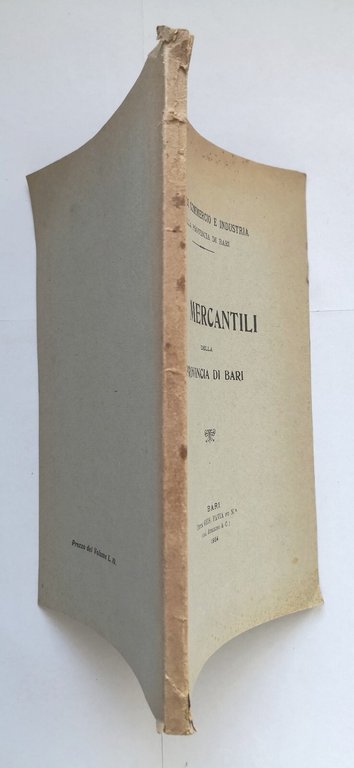 COMMERCIO E INDUSTRIA
PROVINCIA DI BARI
MERCANTILI
DELLA
PROVINCIA DI BARI
BARI
1924
Prezzo del Volume L.